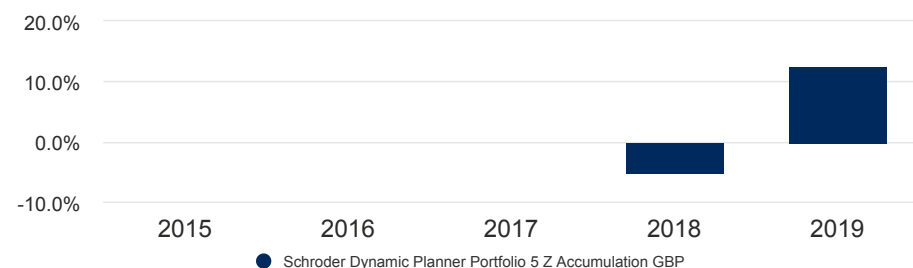 20.0%
10.0%
0.0%
-10.0%
2015 2016 2017 2018 2019
Schroder Dynamic Planner Portfolio 5 Z Accumulation GBP